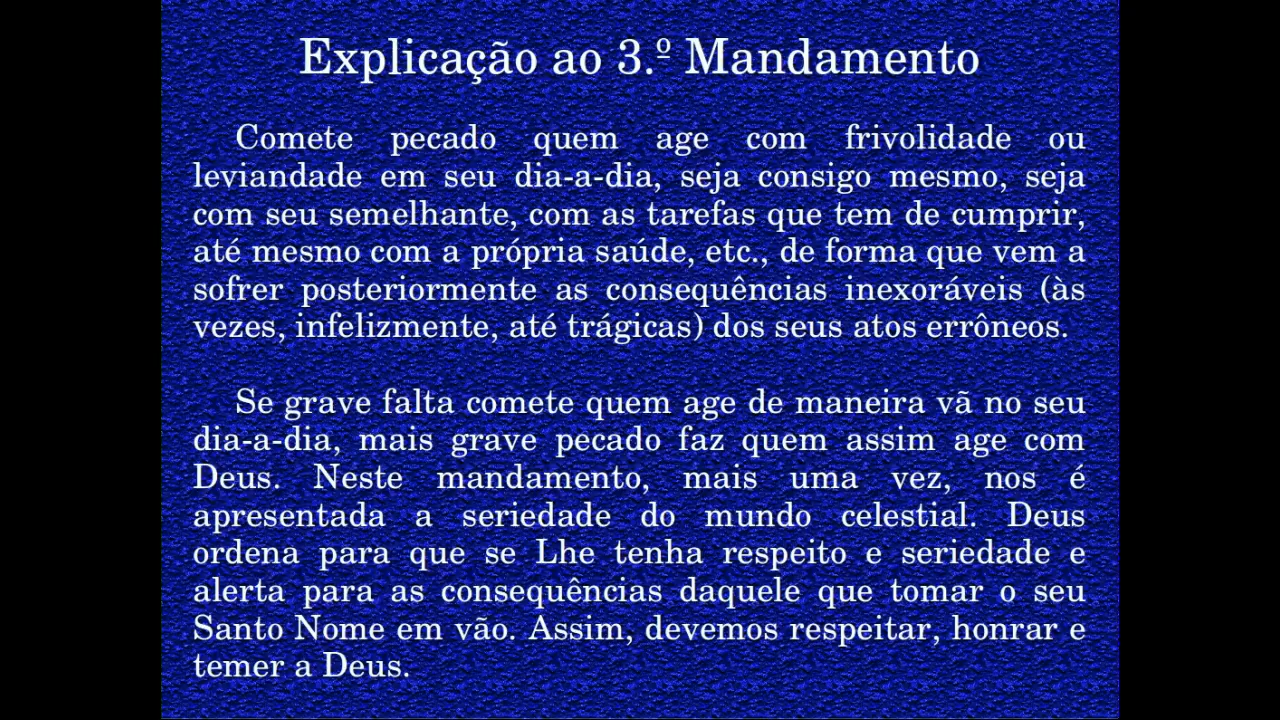 Explicação ao 3.º Mandamento
Comete pecado quem age com frivolidade ou
leviandade em seu dia-a-dia, seja consigo mesmo, seja
com seu semelhante, com as tarefas que tem de cumprir,
até mesmo com a própria saúde, etc., de forma que vem a
sofrer posteriormente as consequências inexoráveis (às
vezes, infelizmente, até trágicas) dos seus atos errôneos.
Se grave falta comete quem age de maneira vã no seu
dia-a-dia, mais grave pecado faz quem assim age com
Deus. Neste mandamento, mais uma vez, nos é
apresentada a seriedade do mundo celestial. Deus
ordena para que se Lhe tenha respeito e seriedade e
alerta para as consequências daquele que tomar o seu
Santo Nome em vão. Assim, devemos respeitar, honrar e
temer a Deus.